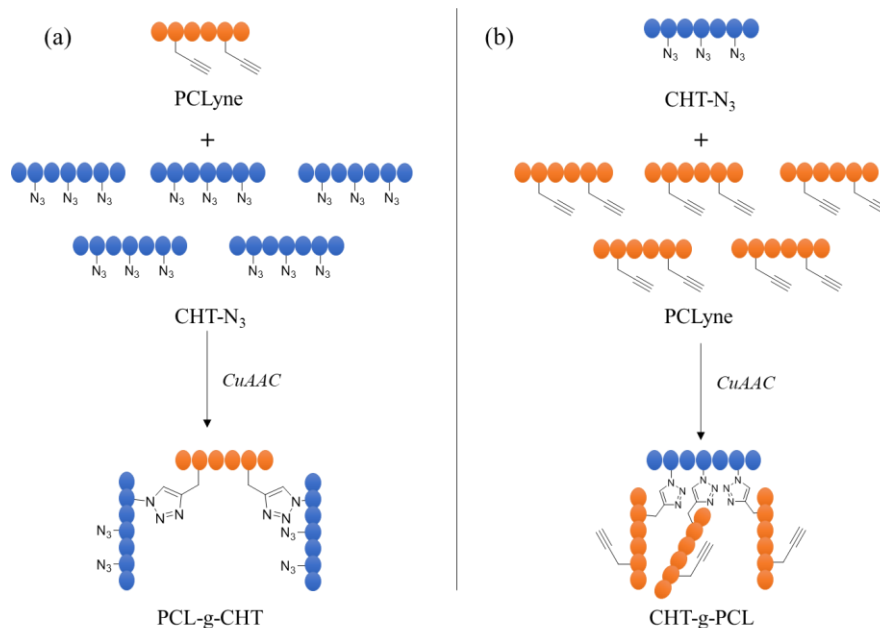 (a)
PCLyne
+
N₃ N₃ N₃ N₃ N₃ N₃ N₃ N₃ N₃
N₃ N₃ N₃ N₃ N₃ N₃
CHT-N₃
CuAAC
N N
N₃ N=N N-N N₃
N₃ N₃
PCL-g-CHT
(b)
N₃ N₃ N₃
CHT-N₃
+
PCLyne
CuAAC
N N N
N N N N N N
CHT-g-PCL